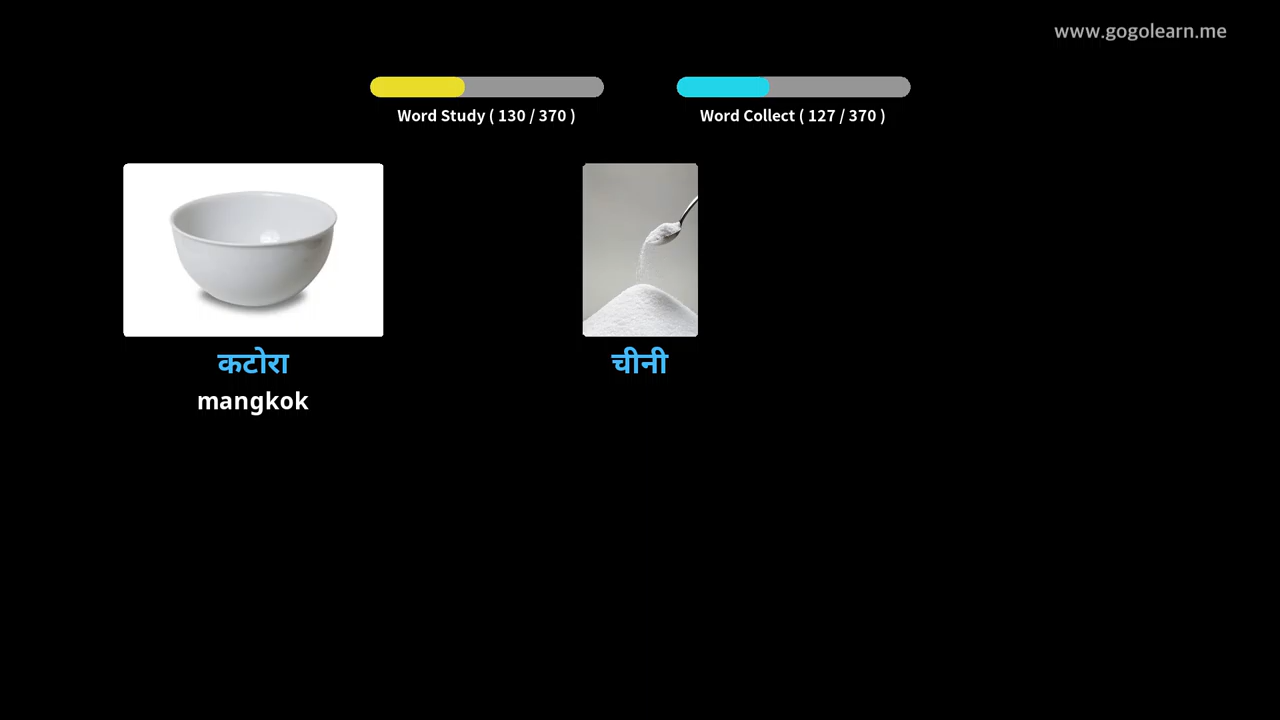 www.gogolearn.me
Word Study ( 130 / 370 )
Word Collect ( 127 / 370 )
कटोरा
चीनी
mangkok